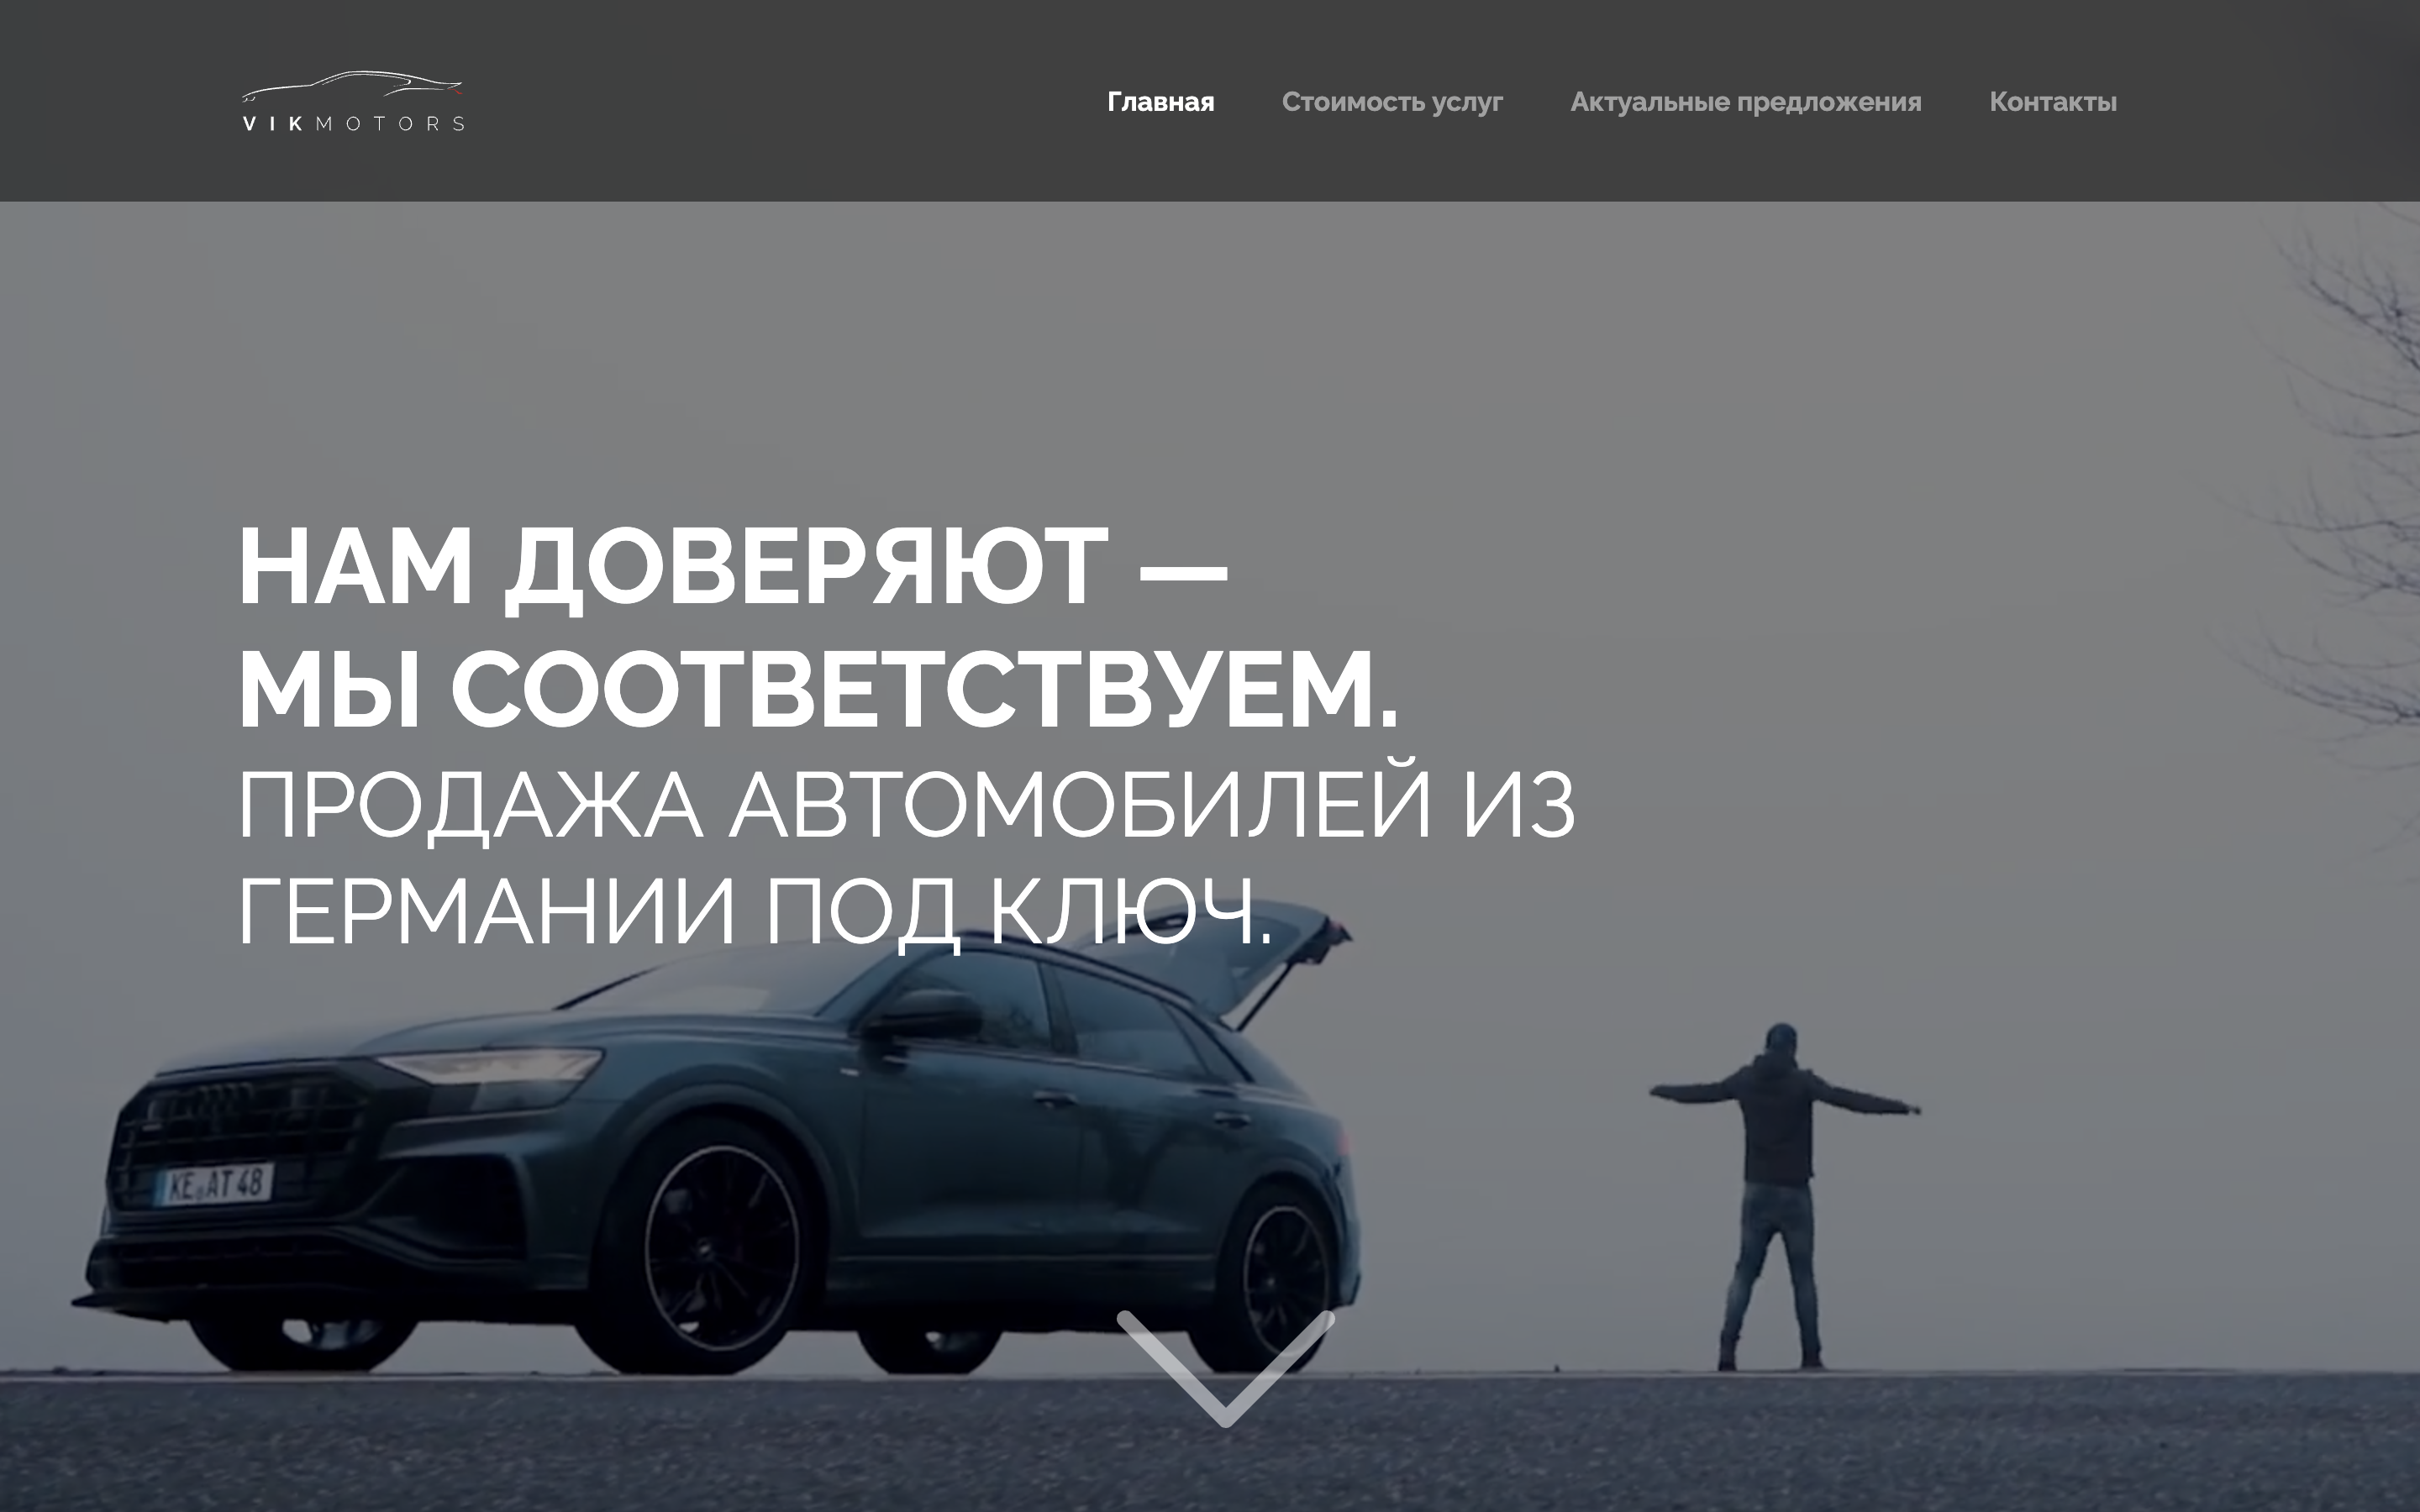 VIKMOTORS
Главная Стоимость услуг Актуальные предложения Контакты
НАМ ДОВЕРЯЮТ —
МЫ СООТВЕТСТВУЕМ.
ПРОДАЖА АВТОМОБИЛЕЙ ИЗ
ГЕРМАНИИ ПОД КЛЮЧ.
KE AT 48